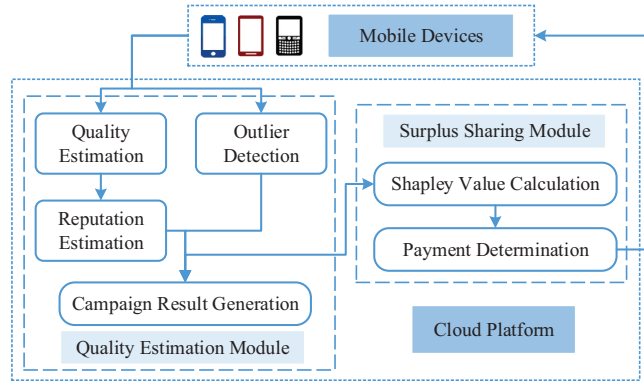 Mobile Devices
Quality
Estimation
Outlier
Detection
Reputation
Estimation
Campaign Result Generation
Quality Estimation Module
Surplus Sharing Module
Shapley Value Calculation
Payment Determination
Cloud Platform